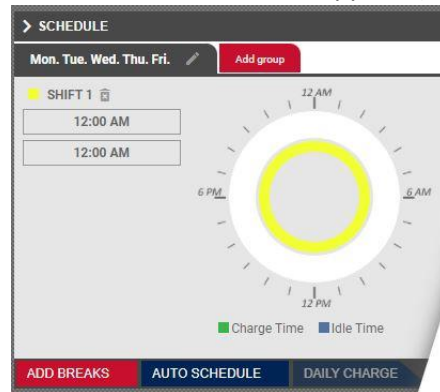 > SCHEDULE
Mon. Tue. Wed. Thu. Fri.
Add group
SHIFT 1
12:00 AM
12:00 AM
12 AM
6 PM
6 AM
12 PM
Charge Time
Idle Time
ADD BREAKS
AUTO SCHEDULE
DAILY CHARGE